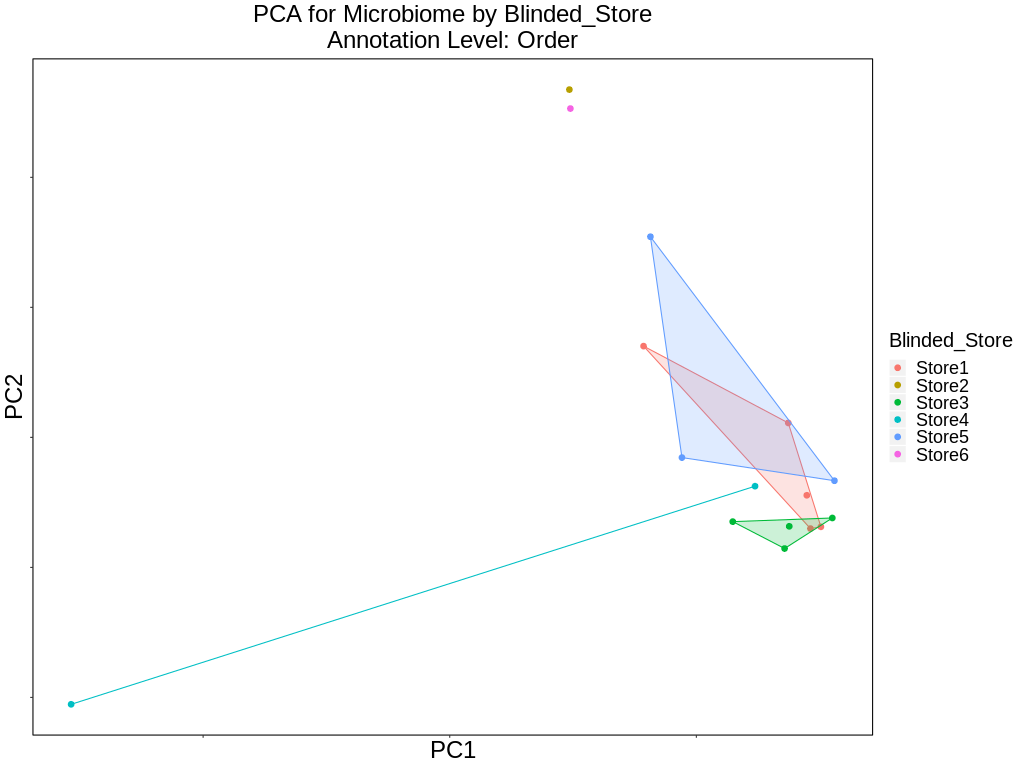 PCA for Microbiome by Blinded_Store
Annotation Level: Order
PC2
PC1
Blinded_Store
Store1
Store2
Store3
Store4
Store5
Store6